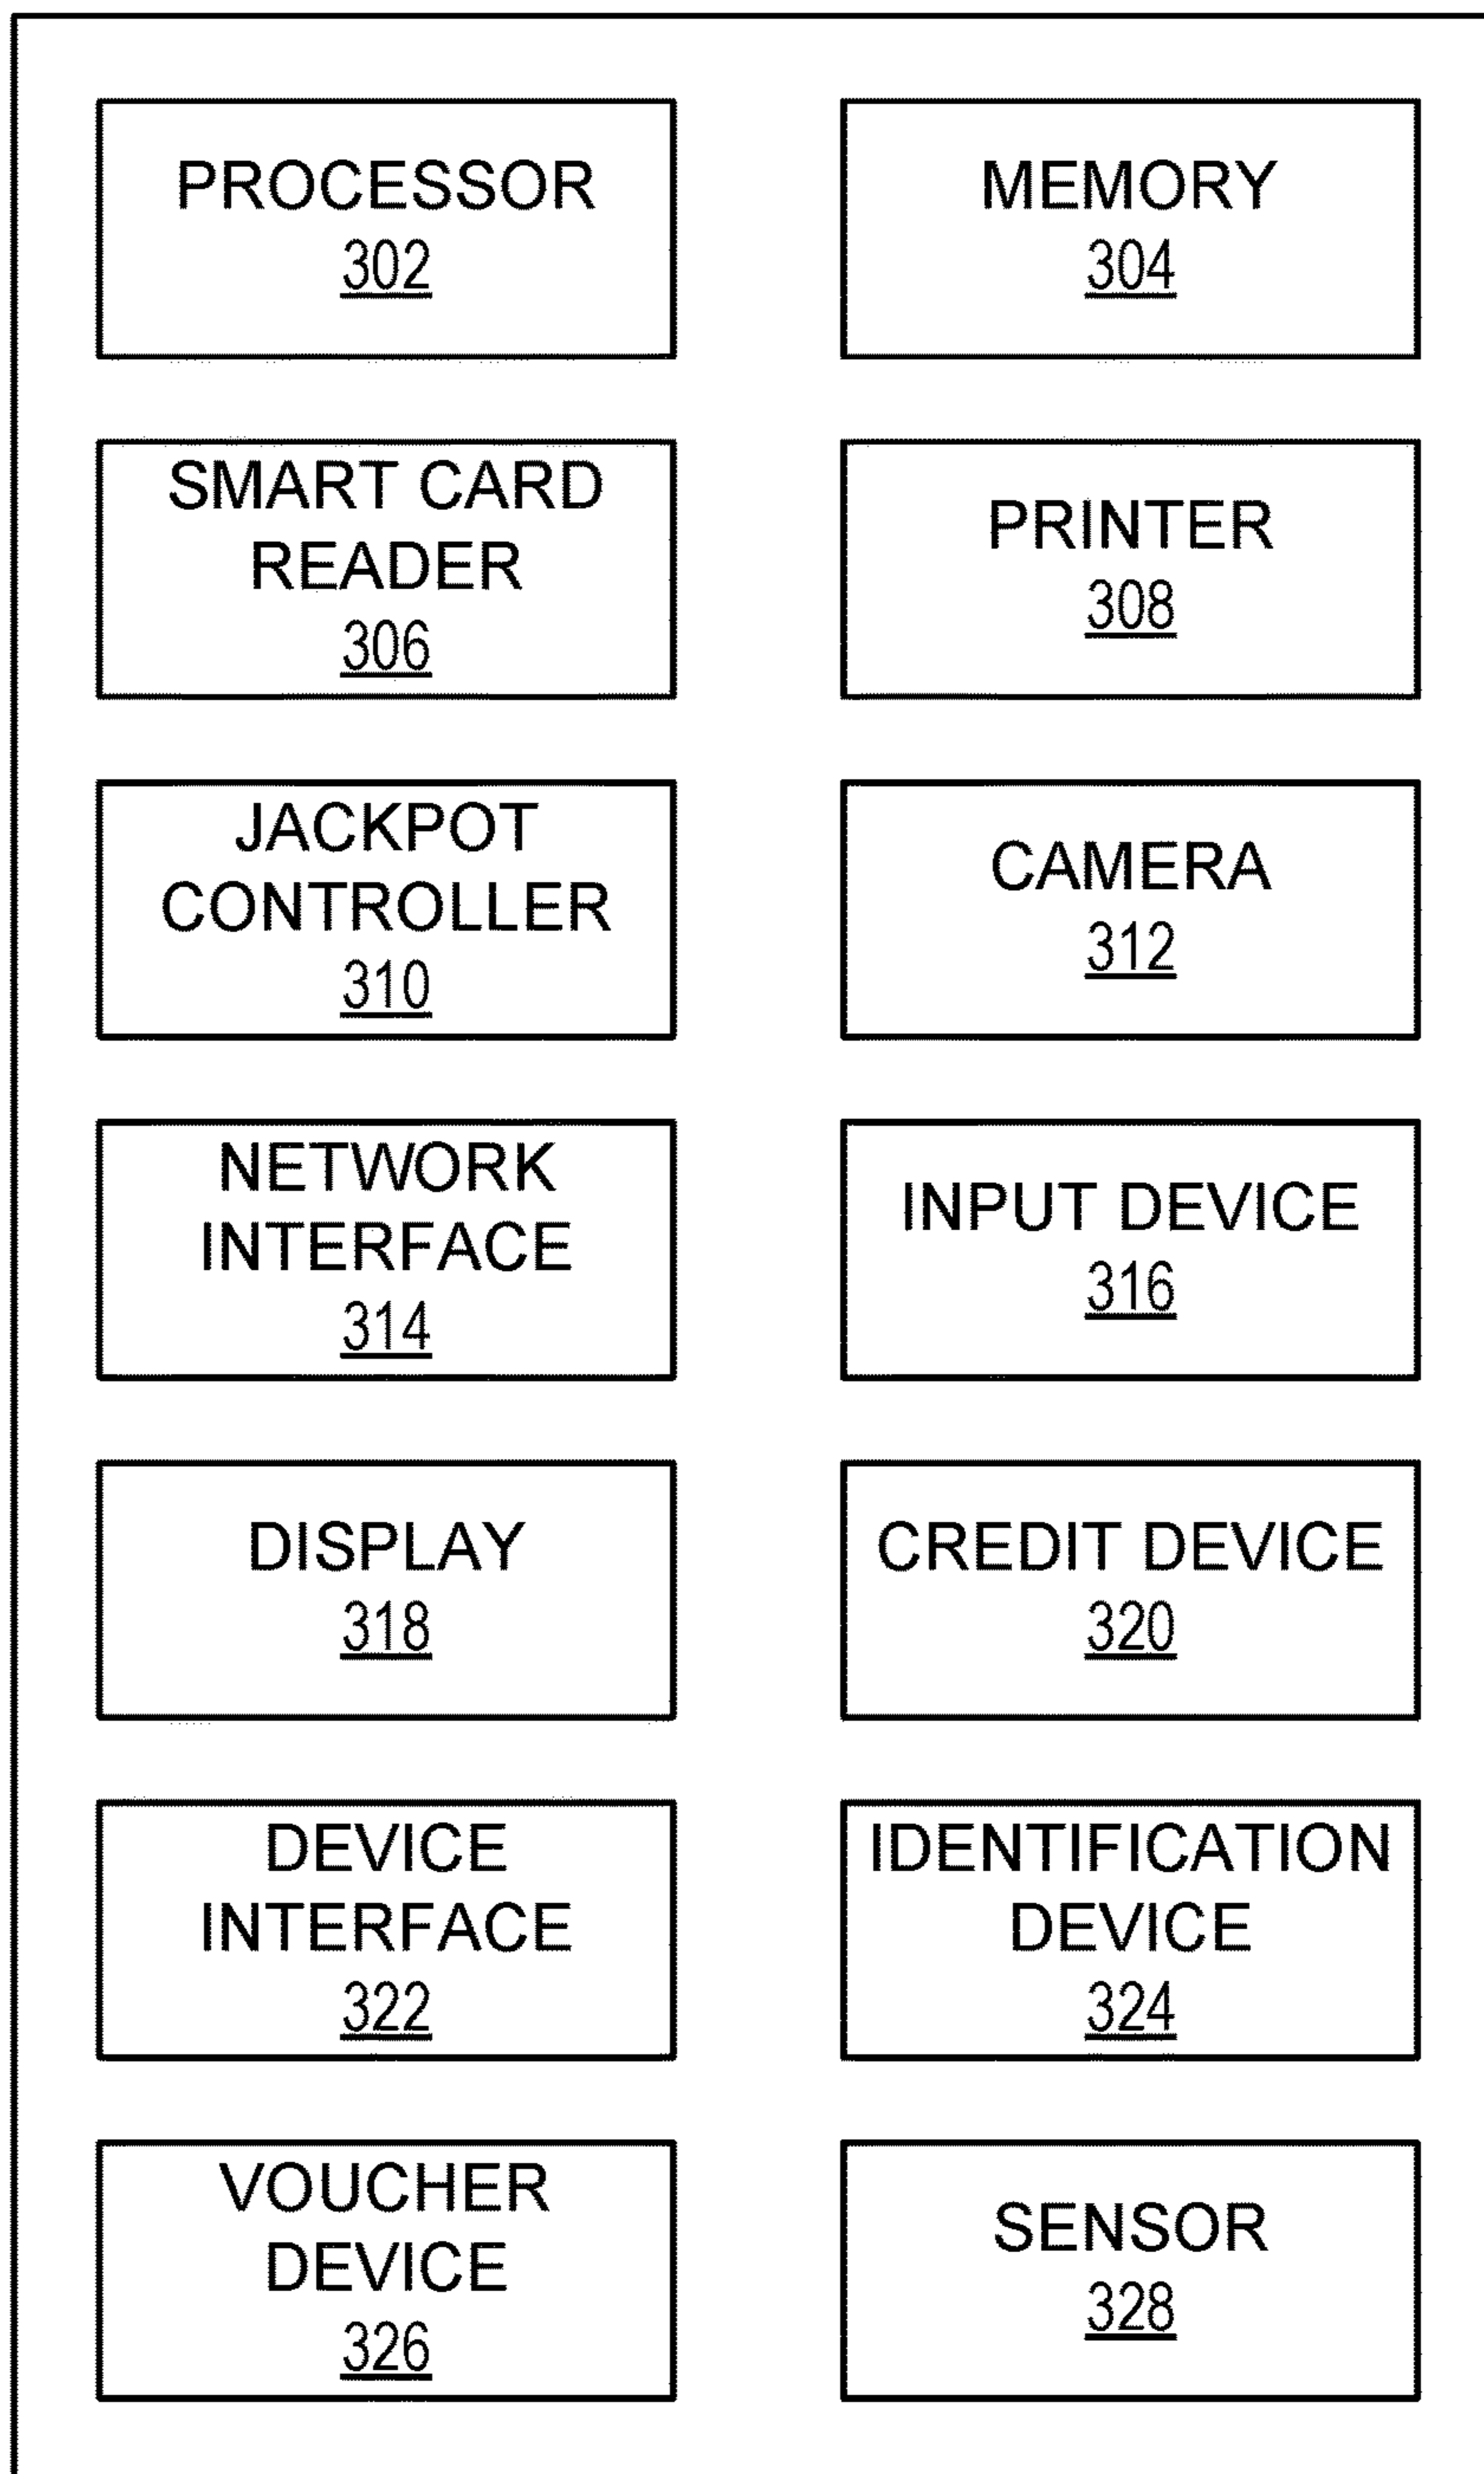 PROCESSOR
302
MEMORY
304
SMART CARD
READER
306
PRINTER
308
JACKPOT
CONTROLLER
310
CAMERA
312
NETWORK
INTERFACE
314
INPUT DEVICE
316
DISPLAY
318
CREDIT DEVICE
320
DEVICE
INTERFACE
322
IDENTIFICATION
DEVICE
324
VOUCHER
DEVICE
326
SENSOR
328